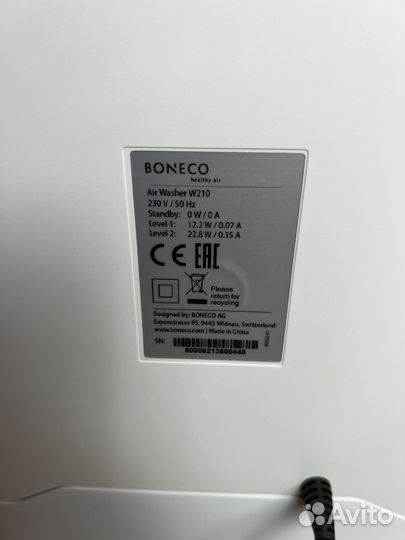 BONECO
healthy air
Air Washer W210
230 V / 50 Hz
Standby: 0 W / 0 A
Level 1: 12.2 W / 0.07 A
Level 2: 22.8 W / 0.15 A
CE EAC
Please
return for
recycling
Designed by: BONECO AG
Espenstrasse 85, 9443 Widnau, Switzerland
www.boneco.com // Made in China
SN:
80008213800448
Avito